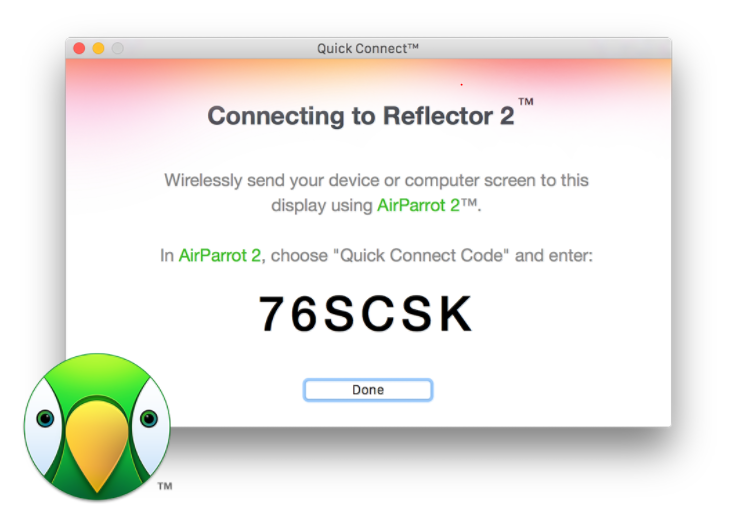 Quick Connect™
Connecting to Reflector 2™
Wirelessly send your device or computer screen to this
display using AirParrot 2™.
In AirParrot 2, choose "Quick Connect Code" and enter:
76SCSK
Done
TM